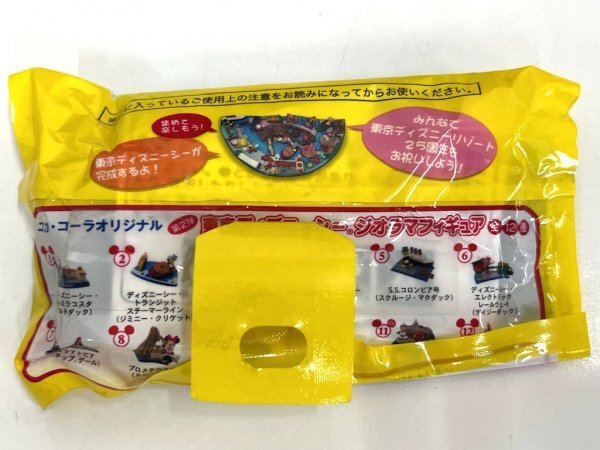 に入っているご使用上の注意をお読みになってからお使いください。
集めて
楽しもう!
東京ディズニーシーが
完成するよ!
みんなで
東京ディズニーリゾート
25周年を
お祝いしよう!
コカ・コーラオリジナル
第2弾
ジオラマフィギュア
全12種
2
ディズニーシー・
トランジット
スチーマーライン
(ジミニー・クリケット
5
S.S.コロンビア号
(スクルージ・マクダック)
6
ディズニーシー・
エレクトリック
レールウェイ
(デイジーダック)
8
プロメテ
11
12